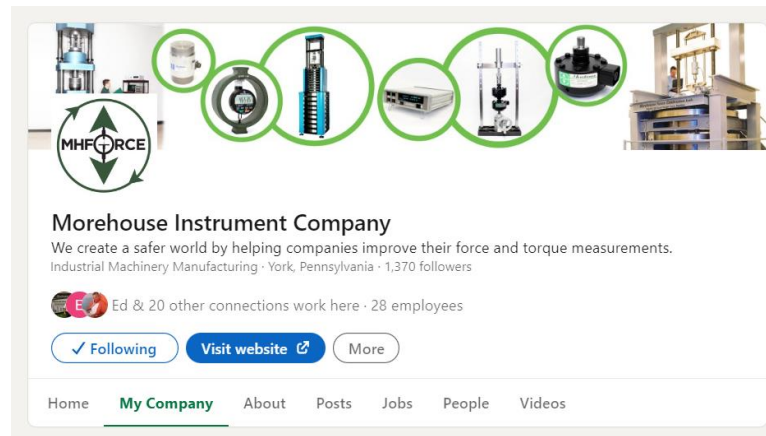 MHFORCE
Morehouse Instrument Company
We create a safer world by helping companies improve their force and torque measurements.
Industrial Machinery Manufacturing · York, Pennsylvania · 1,370 followers
E
Ed & 20 other connections work here · 28 employees
✓ Following
Visit website
More
Home
My Company
About
Posts
Jobs
People
Videos